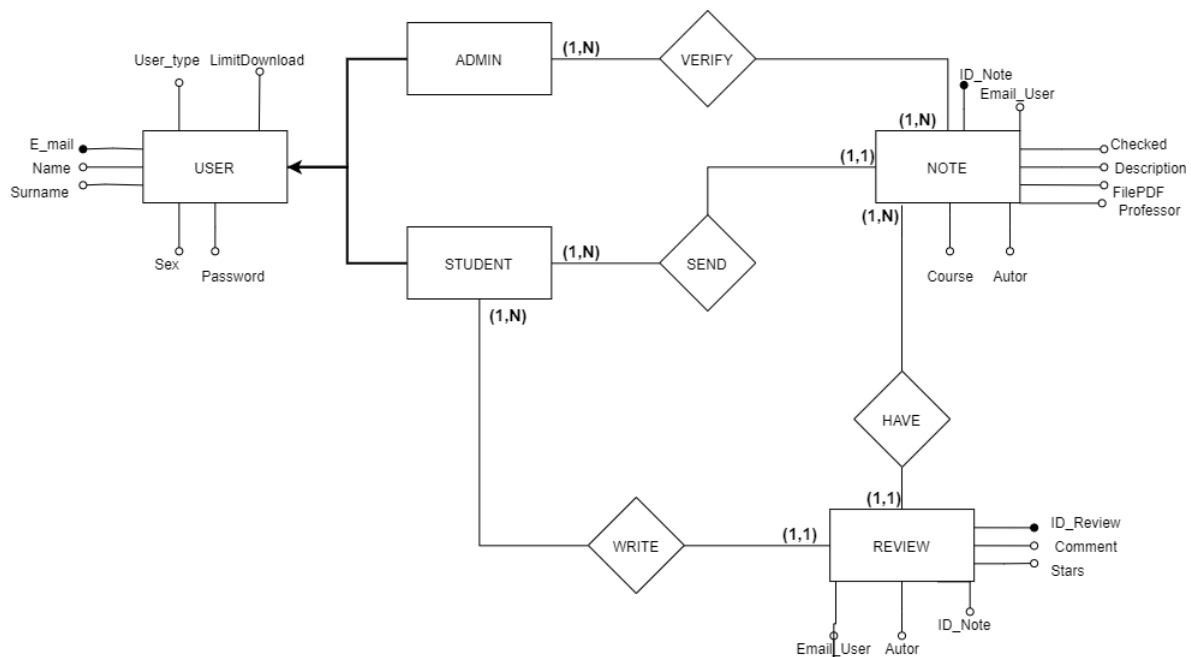 ADMIN
(1,N)
VERIFY
User_type
LimitDownload
ID_Note
Email_User
(1,N)
E_mail
Name
Surname
USER
(1,1)
NOTE
Checked
Description
FilePDF
Professor
(1,N)
STUDENT
(1,N)
SEND
Sex
Password
Course
Autor
(1,N)
HAVE
(1,1)
WRITE
(1,1)
REVIEW
ID_Review
Comment
Stars
ID_Note
Email_User
Autor